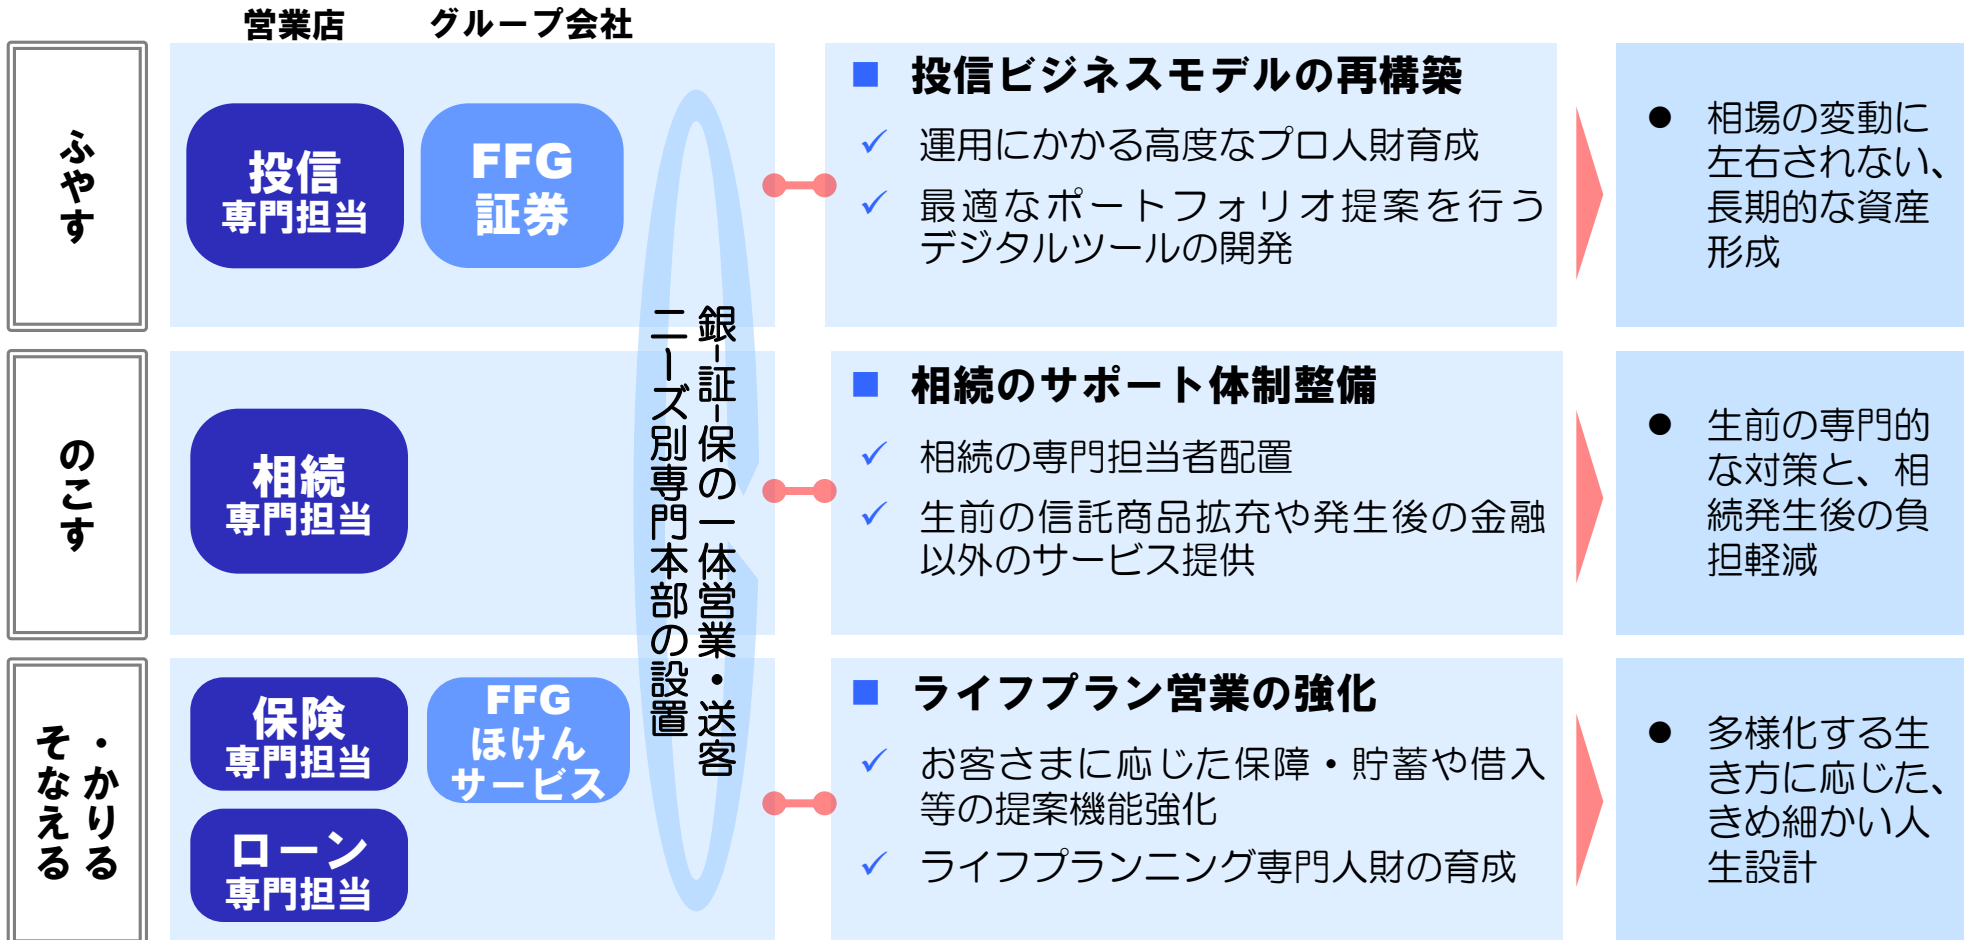 営業店 グループ会社
ふやす
投信
専門担当
FFG
証券
■ 投信ビジネスモデルの再構築
✓ 運用にかかる高度なプロ人財育成
✓ 最適なポートフォリオ提案を行う
デジタルツールの開発
● 相場の変動に
左右されない、
長期的な資産
形成
銀-証-保の一体営業・送客
ニーズ別専門本部の設置
のこす
相続
専門担当
■ 相続のサポート体制整備
✓ 相続の専門担当者配置
✓ 生前の信託商品拡充や発生後の金融
以外のサービス提供
● 生前の専門的
な対策と、相
続発生後の負
担軽減
・かりる
そなえる
保険
専門担当
FFG
ほけん
サービス
ローン
専門担当
■ ライフプラン営業の強化
✓ お客さまに応じた保障・貯蓄や借入
等の提案機能強化
✓ ライフプランニング専門人財の育成
● 多様化する生
き方に応じた、
きめ細かい人
生設計